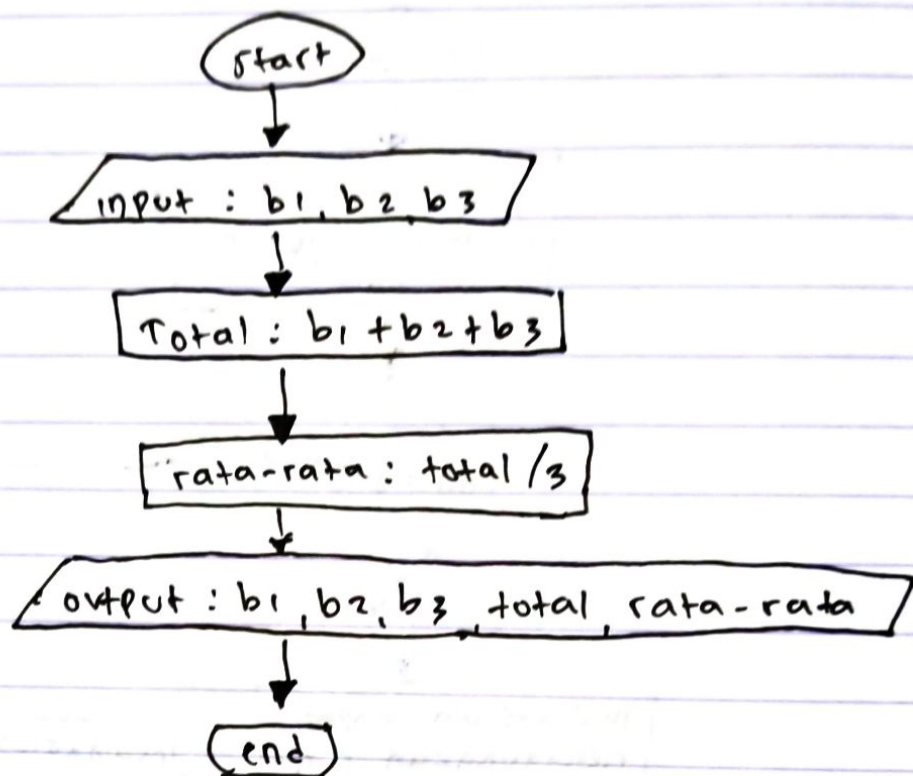 start
input : b1, b2, b3
Total : b1 + b2 + b3
rata-rata : total / 3
output : b1, b2, b3, total, rata-rata
end